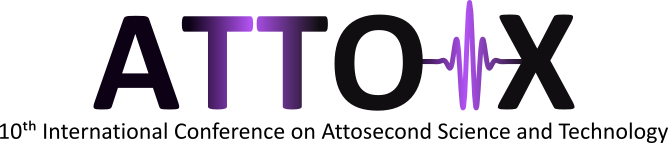 ATTO X
10th International Conference on Attosecond Science and Technology